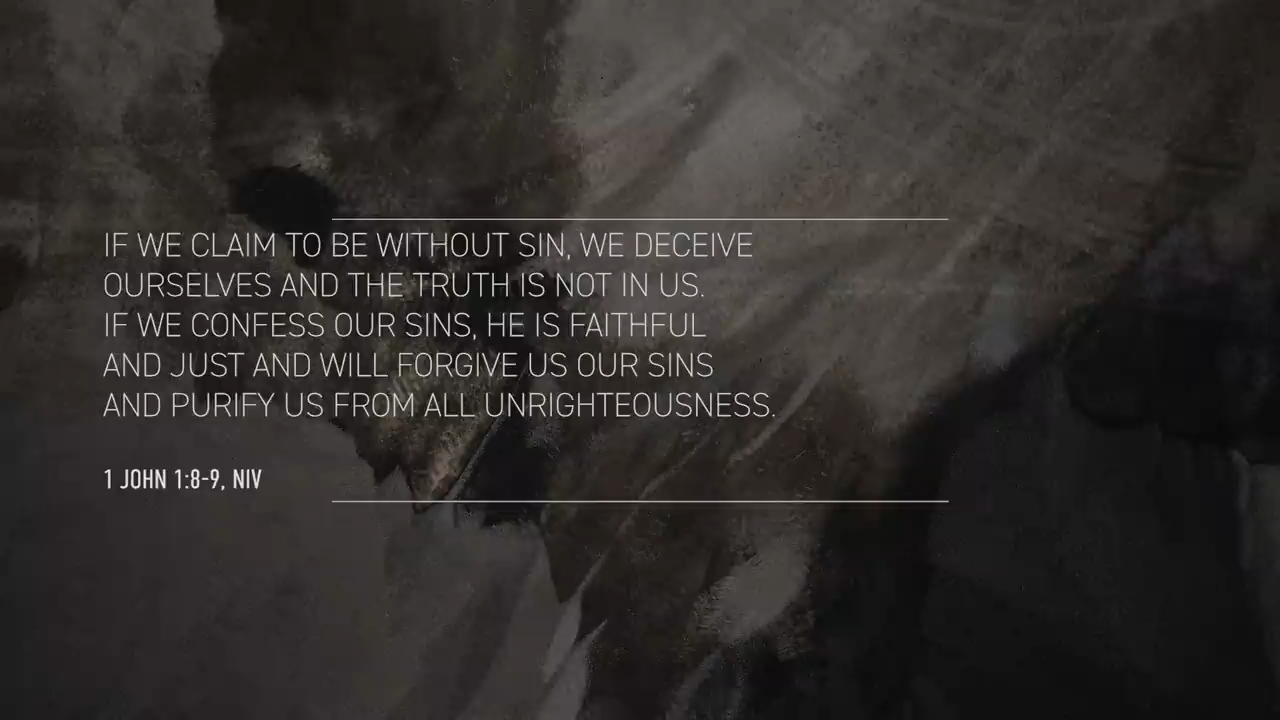 IF WE CLAIM TO BE WITHOUT SIN, WE DECEIVE
OURSELVES AND THE TRUTH IS NOT IN US.
IF WE CONFESS OUR SINS, HE IS FAITHFUL
AND JUST AND WILL FORGIVE US OUR SINS
AND PURIFY US FROM ALL UNRIGHTEOUSNESS.
1 JOHN 1:8-9, NIV